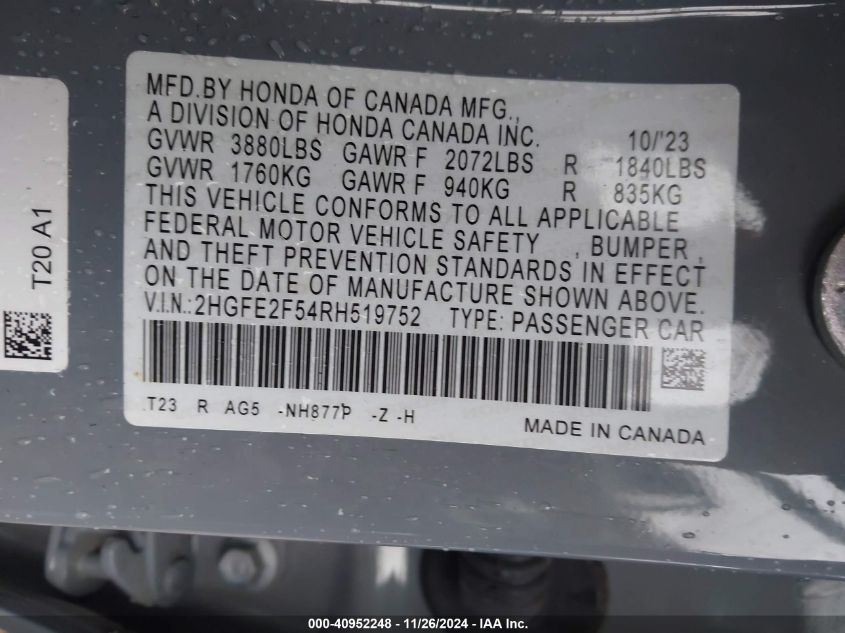 MFD.BY HONDA OF CANADA MFG.,
A DIVISION OF HONDA CANADA INC. 10/'23
GVWR 3880LBS GAWR F 2072LBS R 1840LBS
GVWR 1760KG GAWR F 940KG R 835KG
THIS VEHICLE CONFORMS TO ALL APPLICABLE
FEDERAL MOTOR VEHICLE SAFETY , BUMPER ,
AND THEFT PREVENTION STANDARDS IN EFFECT
ON THE DATE OF MANUFACTURE SHOWN ABOVE.
V.I.N.:2HGFE2F54RH519752 TYPE: PASSENGER CAR
T23 R AG5 -NH877P -Z -H
MADE IN CANADA
T20 A1
000-40952248 - 11/26/2024 - IAA Inc.